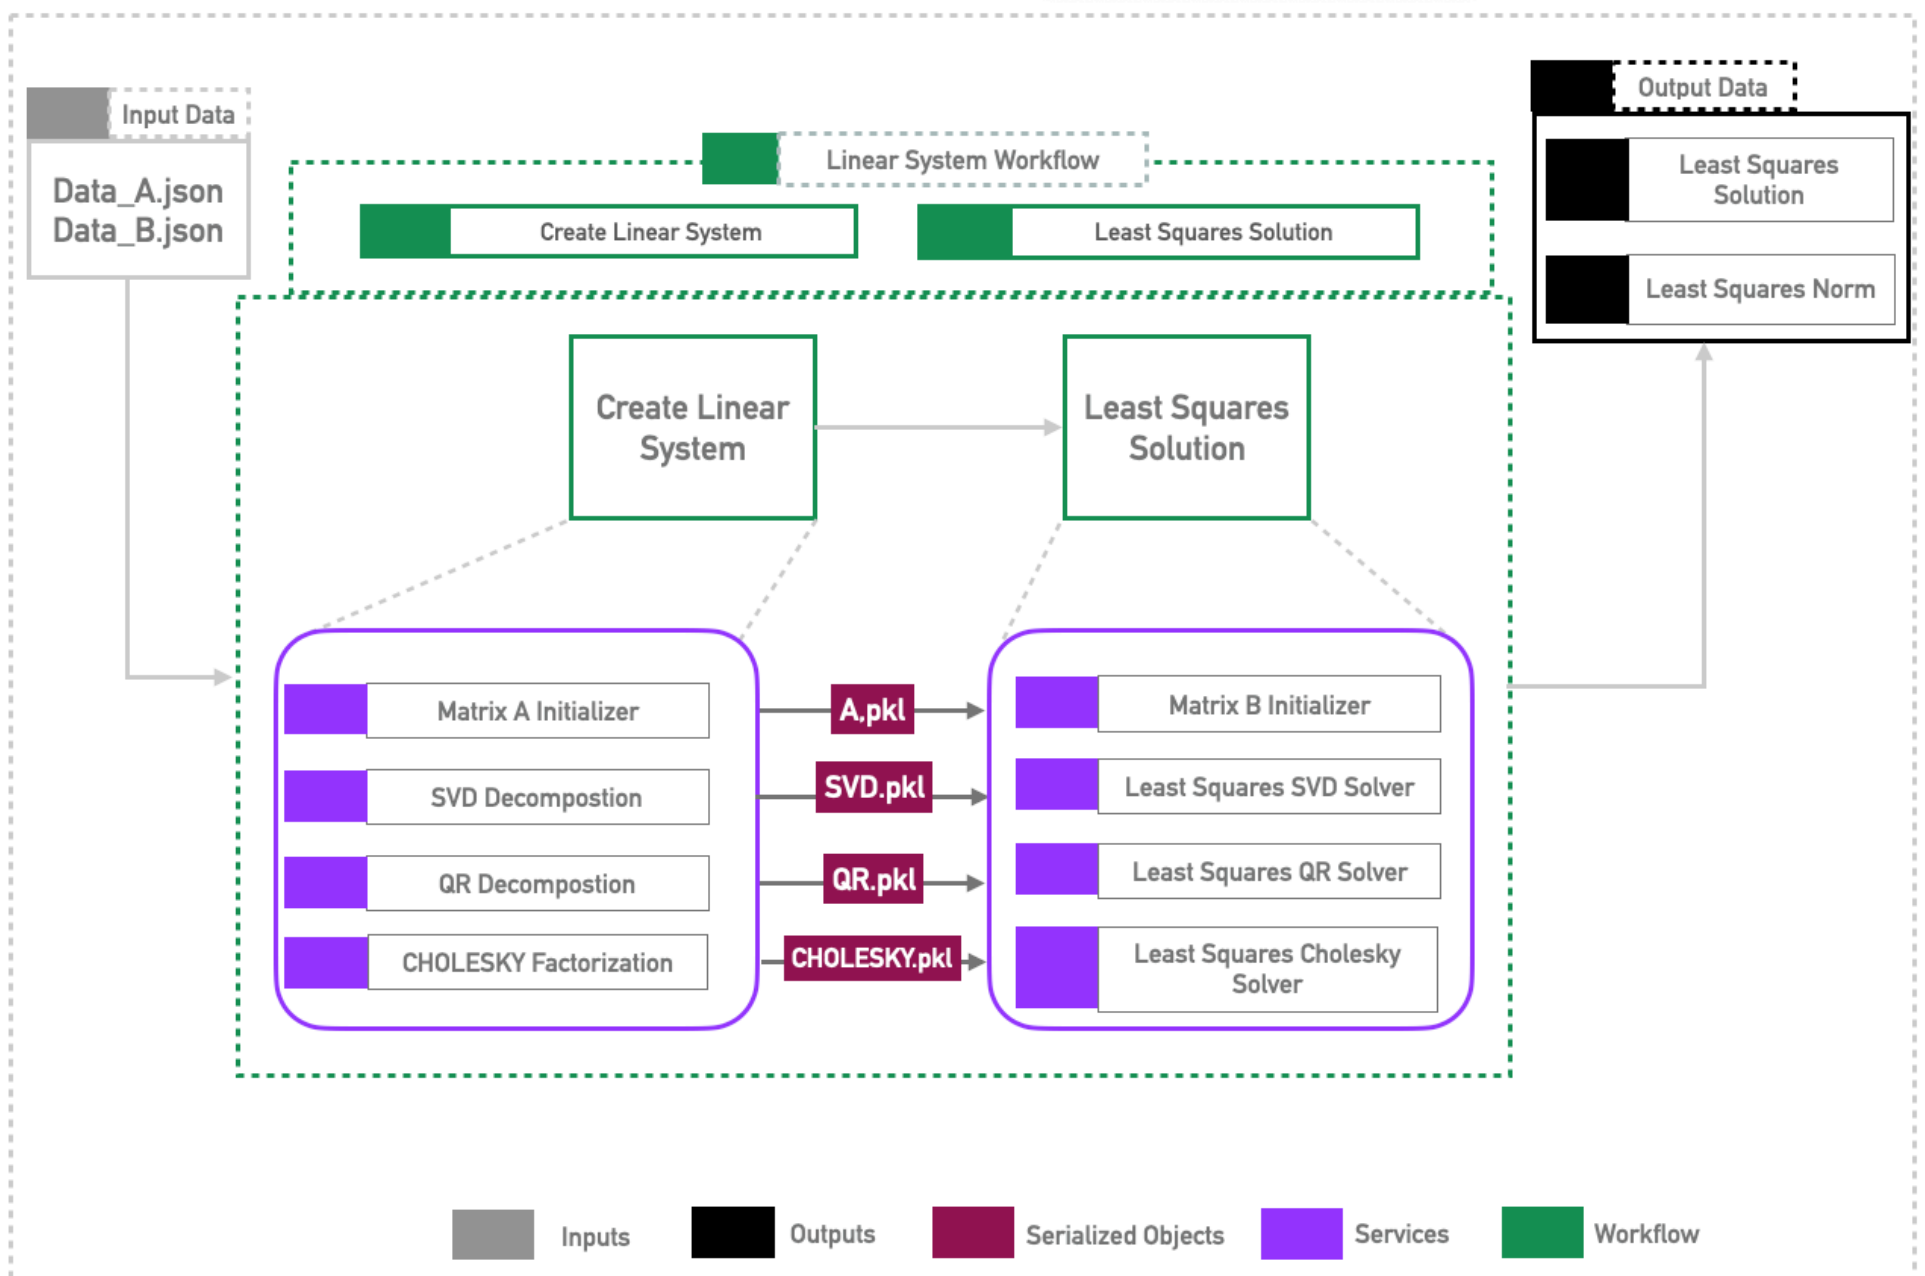 Input Data
Data_A.json
Data_B.json
Linear System Workflow
Create Linear System
Least Squares Solution
Output Data
Least Squares
Solution
Least Squares Norm
Create Linear
System
Least Squares
Solution
Matrix A Initializer
SVD Decompostion
QR Decompostion
CHOLESKY Factorization
A,pkl
SVD.pkl
QR.pkl
CHOLESKY.pkl
Matrix B Initializer
Least Squares SVD Solver
Least Squares QR Solver
Least Squares Cholesky
Solver
Inputs
Outputs
Serialized Objects
Services
Workflow